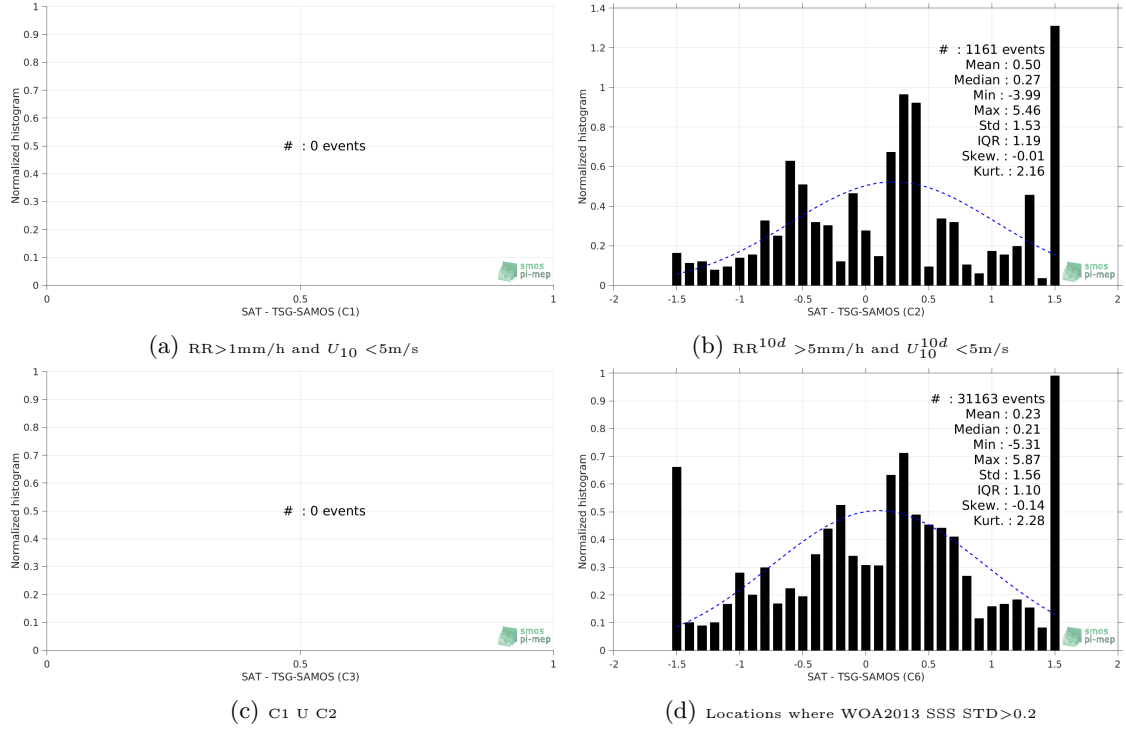 1
0.9
0.8
0.7
0.6
0.5
0.4
0.3
0.2
0.1
0
Normalized histogram
# : 0 events
0
0.5
1
SAT - TSG-SAMOS (C1)
smos
pi-mep
(a) RR>1mm/h and U10 <5m/s
1.4
1.2
1
0.8
0.6
0.4
0.2
0
Normalized histogram
# : 1161 events
Mean : 0.50
Median : 0.27
Min : -3.99
Max : 5.46
Std : 1.53
IQR : 1.19
Skew. : -0.01
Kurt. : 2.16
-2
-1.5
-1
-0.5
0
0.5
1
1.5
2
SAT - TSG-SAMOS (C2)
smos
pi-mep
(b) RR10d >5mm/h and U10d10 <5m/s
1
0.9
0.8
0.7
0.6
0.5
0.4
0.3
0.2
0.1
0
Normalized histogram
# : 0 events
0
0.5
1
SAT - TSG-SAMOS (C3)
smos
pi-mep
(c) C1 U C2
1
0.9
0.8
0.7
0.6
0.5
0.4
0.3
0.2
0.1
0
Normalized histogram
# : 31163 events
Mean : 0.23
Median : 0.21
Min : -5.31
Max : 5.87
Std : 1.56
IQR : 1.10
Skew. : -0.14
Kurt. : 2.28
-2
-1.5
-1
-0.5
0
0.5
1
1.5
2
SAT - TSG-SAMOS (C6)
smos
pi-mep
(d) Locations where WOA2013 SSS STD>0.2